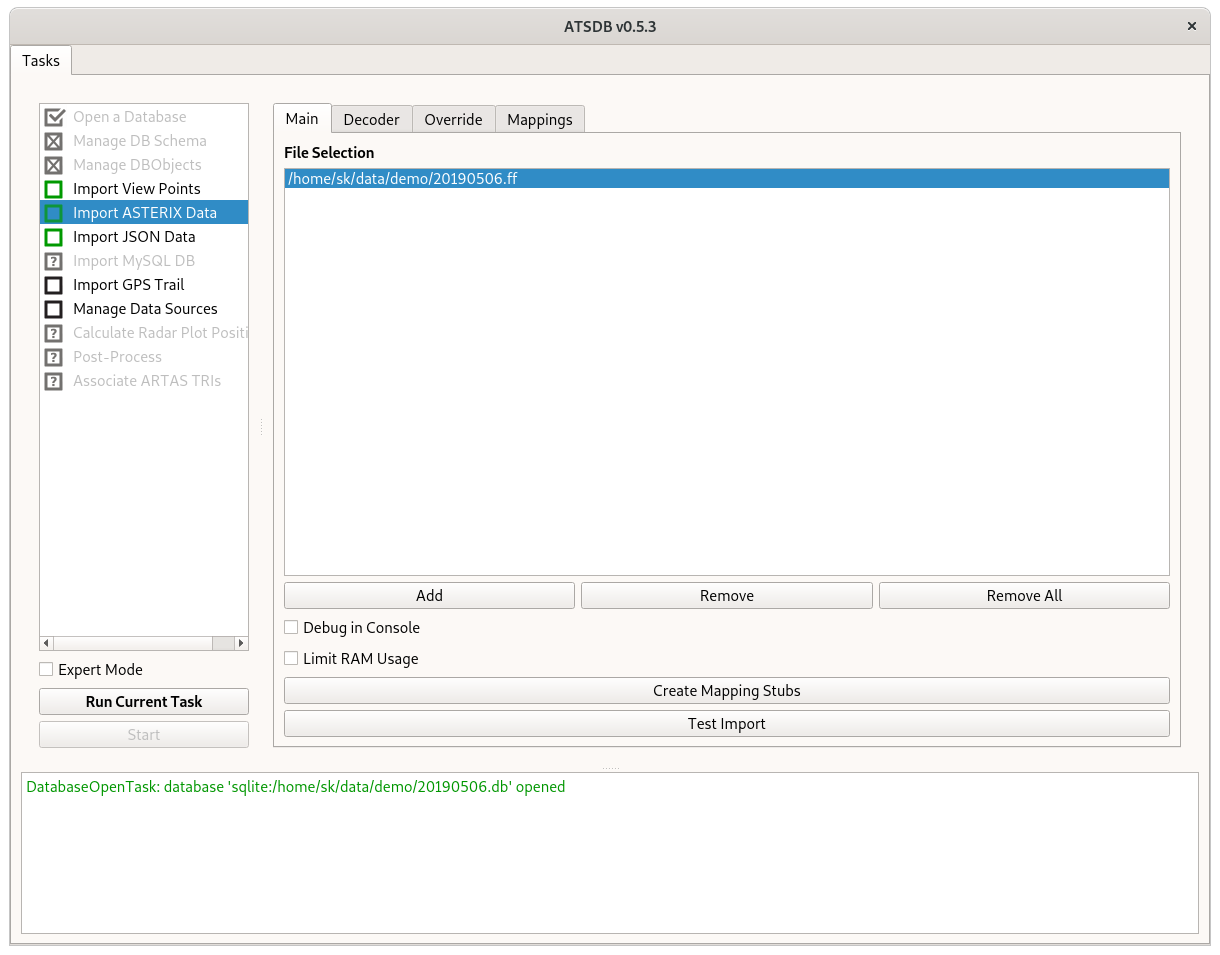 ATSDB v0.5.3
Tasks
Open a Database
Manage DB Schema
Manage DBObjects
Import View Points
Import ASTERIX Data
Import JSON Data
Import MySQL DB
Import GPS Trail
Manage Data Sources
Calculate Radar Plot Positi
Post-Process
Associate ARTAS TRIs
Expert Mode
Run Current Task
Start
Main Decoder Override Mappings
File Selection
/home/sk/data/demo/20190506.ff
Add Remove Remove All
Debug in Console
Limit RAM Usage
Create Mapping Stubs
Test Import
DatabaseOpenTask: database 'sqlite:/home/sk/data/demo/20190506.db' opened